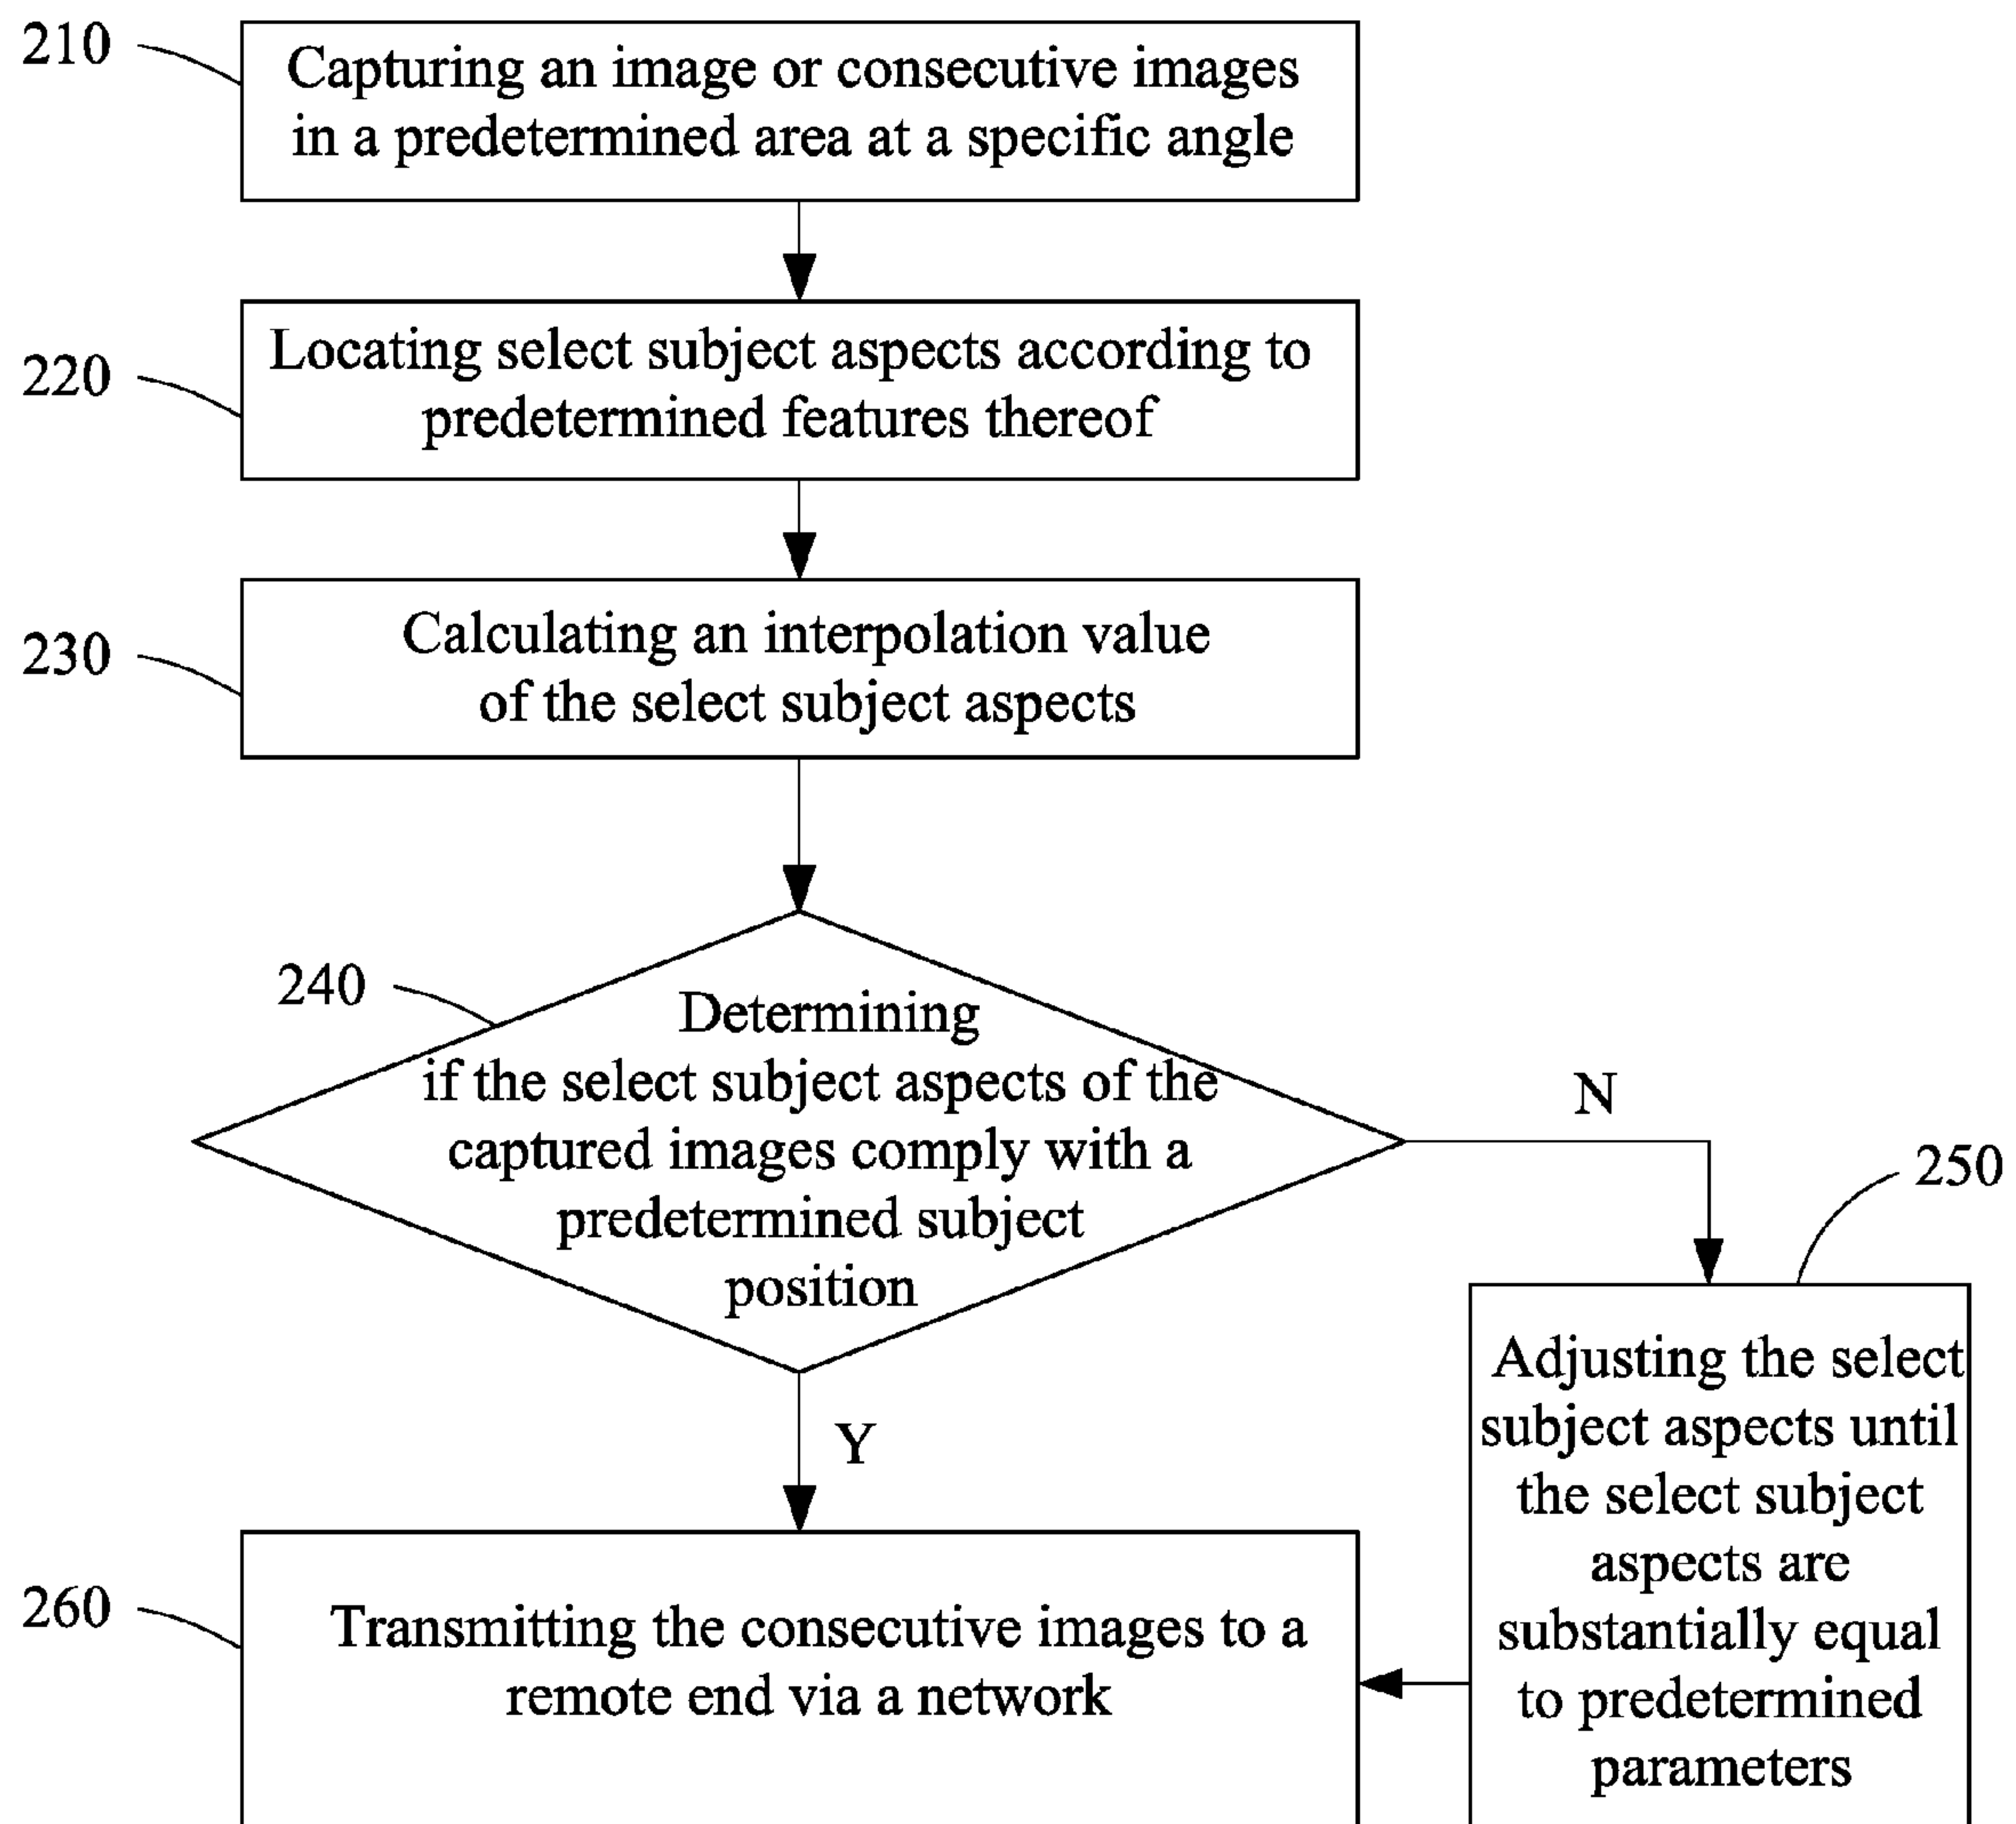 210
Capturing an image or consecutive images
in a predetermined area at a specific angle
220
Locating select subject aspects according to
predetermined features thereof
230
Calculating an interpolation value
of the select subject aspects
240
Determining
if the select subject aspects of the
captured images comply with a
predetermined subject
position
N
250
Adjusting the select
subject aspects until
the select subject
aspects are
substantially equal
to predetermined
parameters
Y
260
Transmitting the consecutive images to a
remote end via a network